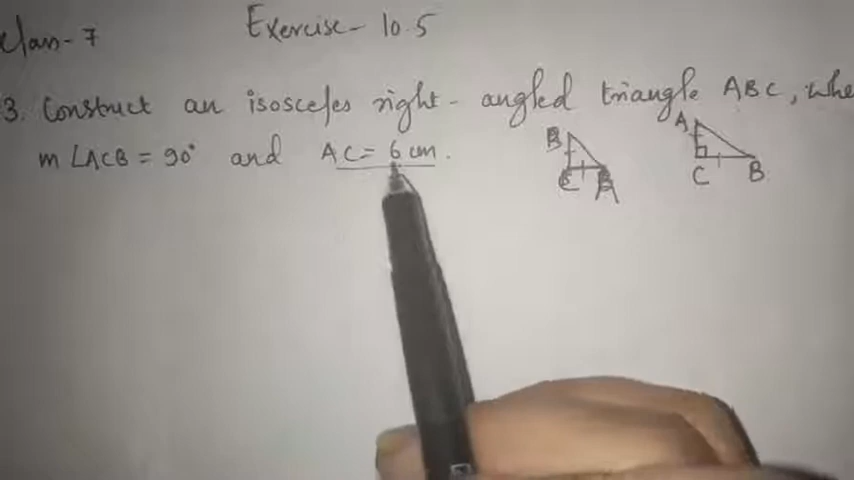 Class-7 Exercise- 10.5
3. Construct an isosceles right-angled triangle ABC, whe
m∠ACB = 90° and AC = 6 cm.
B A
C A C B